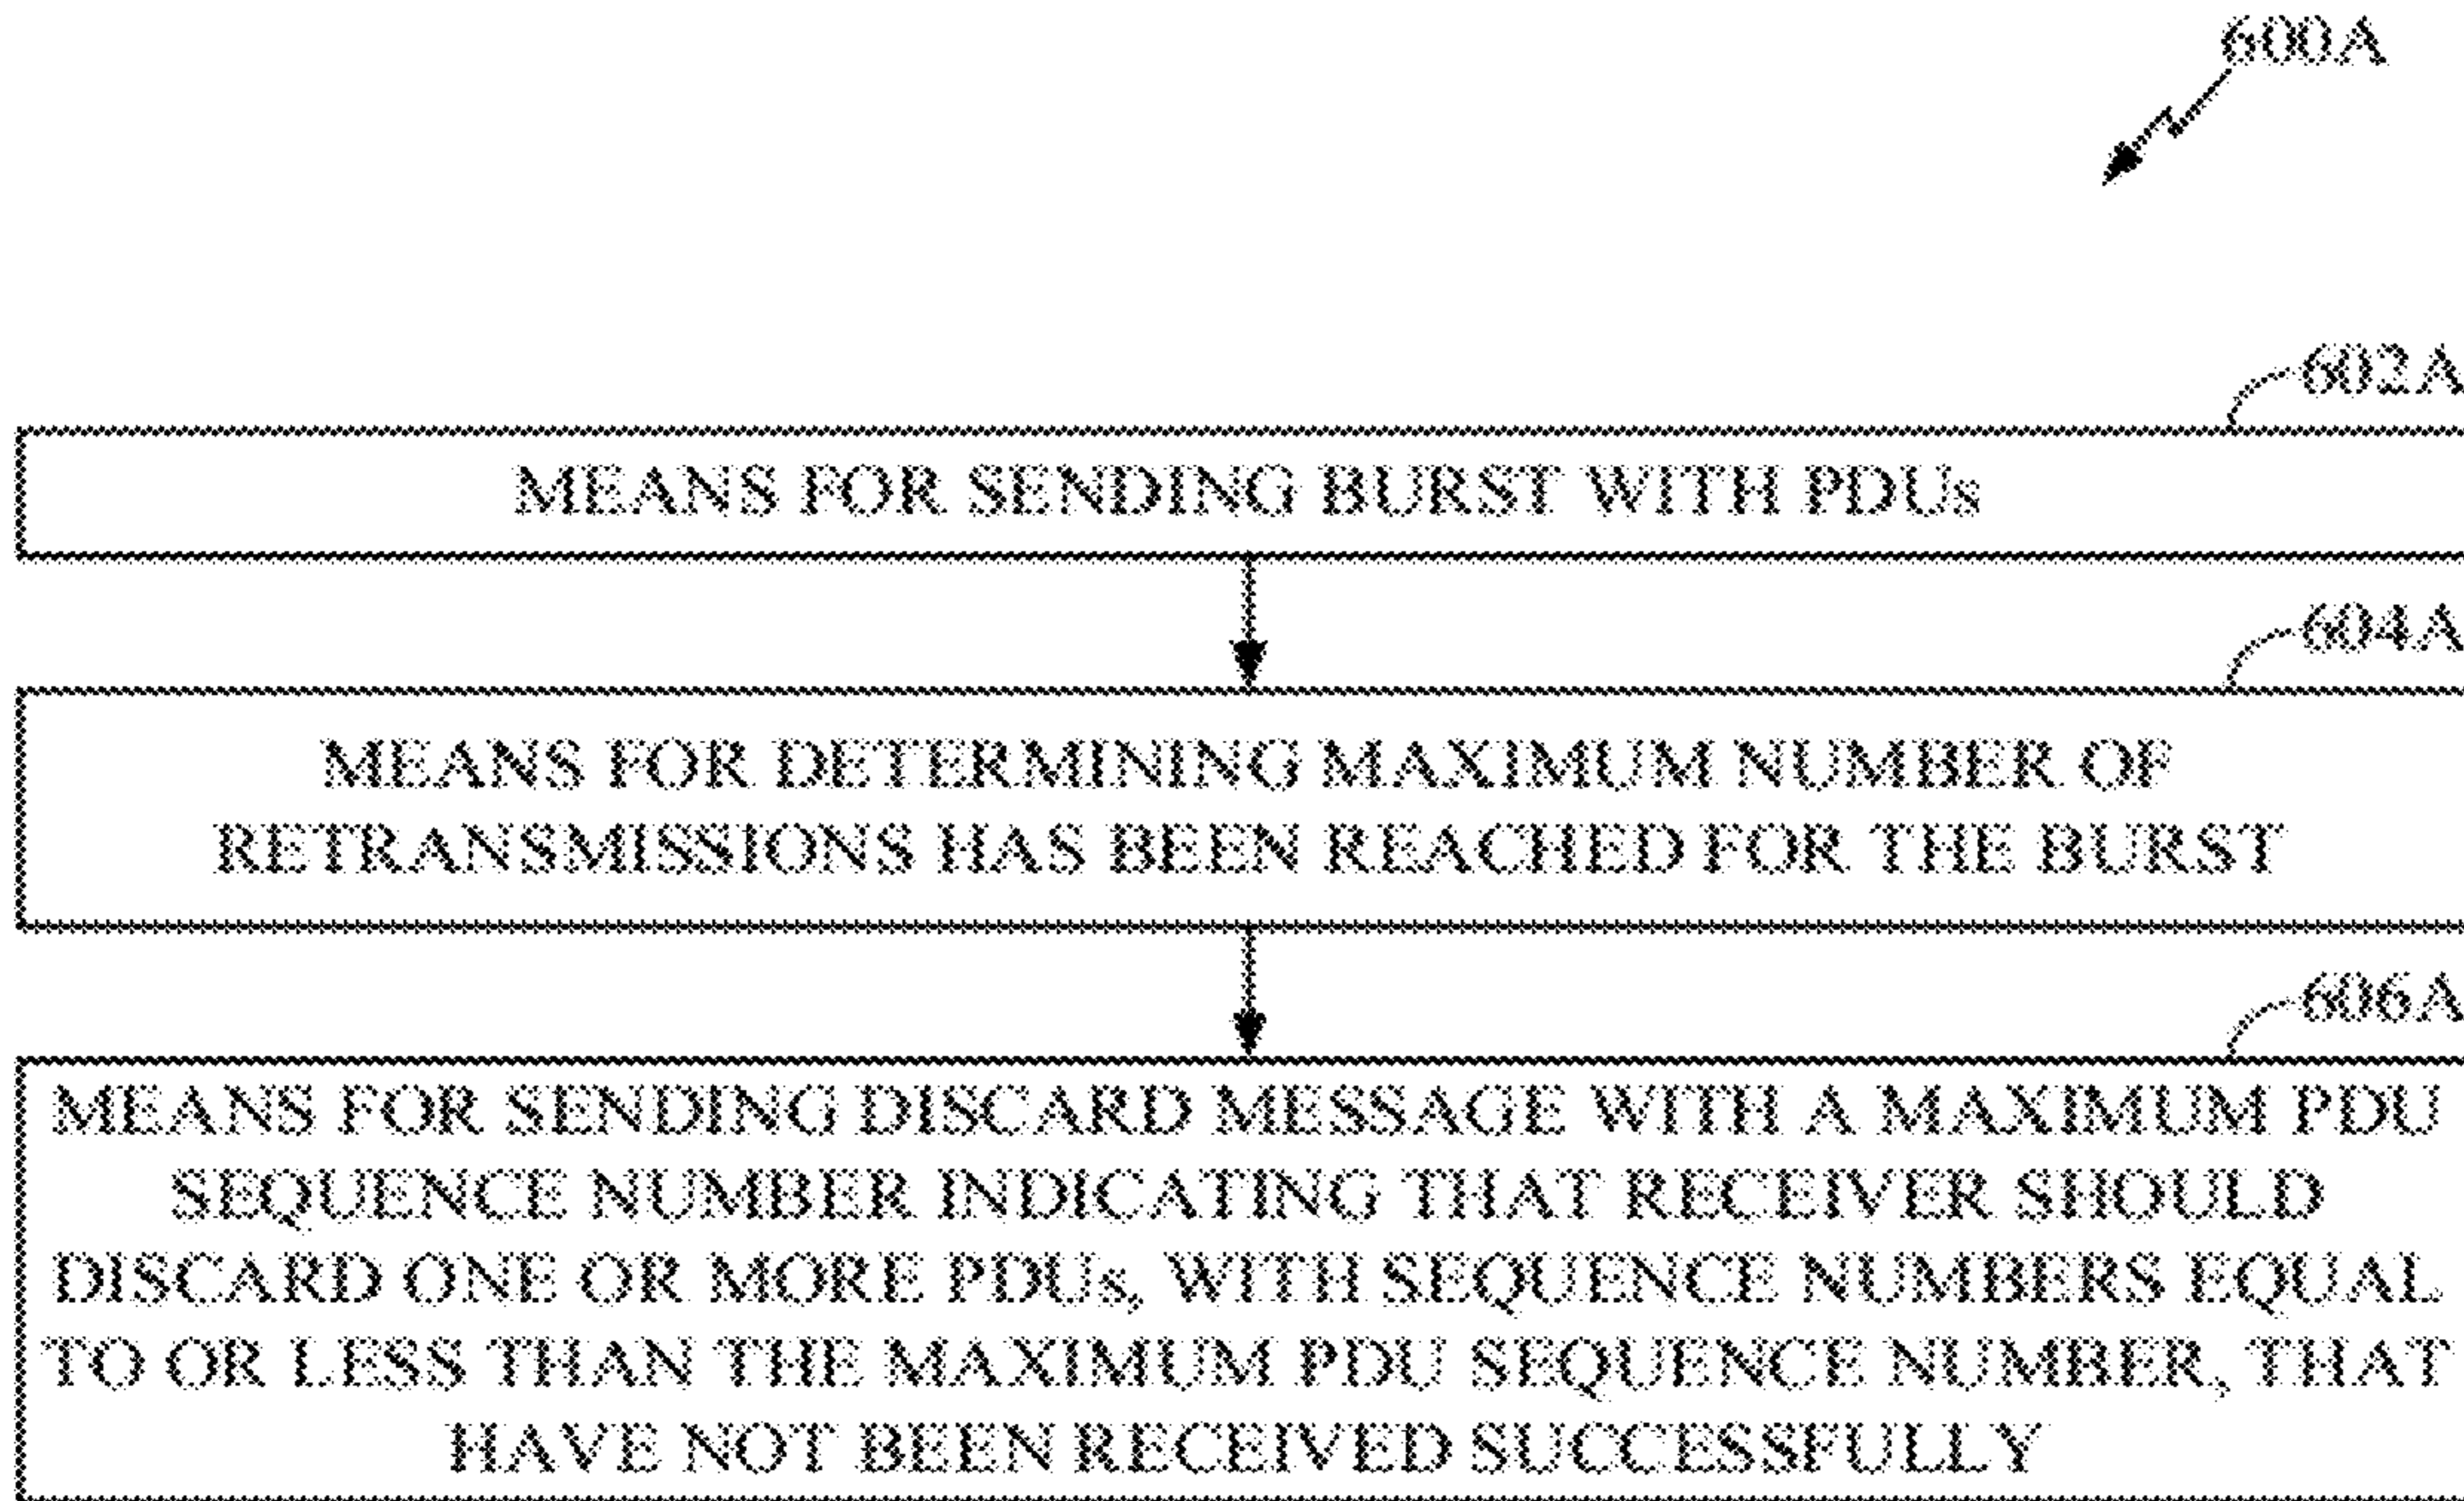 600A
602A
MEANS FOR SENDING BURST WITH PDUs
604A
MEANS FOR DETERMINING MAXIMUM NUMBER OF
RETRANSMISSIONS HAS BEEN REACHED FOR THE BURST
606A
MEANS FOR SENDING DISCARD MESSAGE WITH A MAXIMUM PDU
SEQUENCE NUMBER INDICATING THAT RECEIVER SHOULD
DISCARD ONE OR MORE PDUs, WITH SEQUENCE NUMBERS EQUAL
TO OR LESS THAN THE MAXIMUM PDU SEQUENCE NUMBER, THAT
HAVE NOT BEEN RECEIVED SUCCESSFULLY